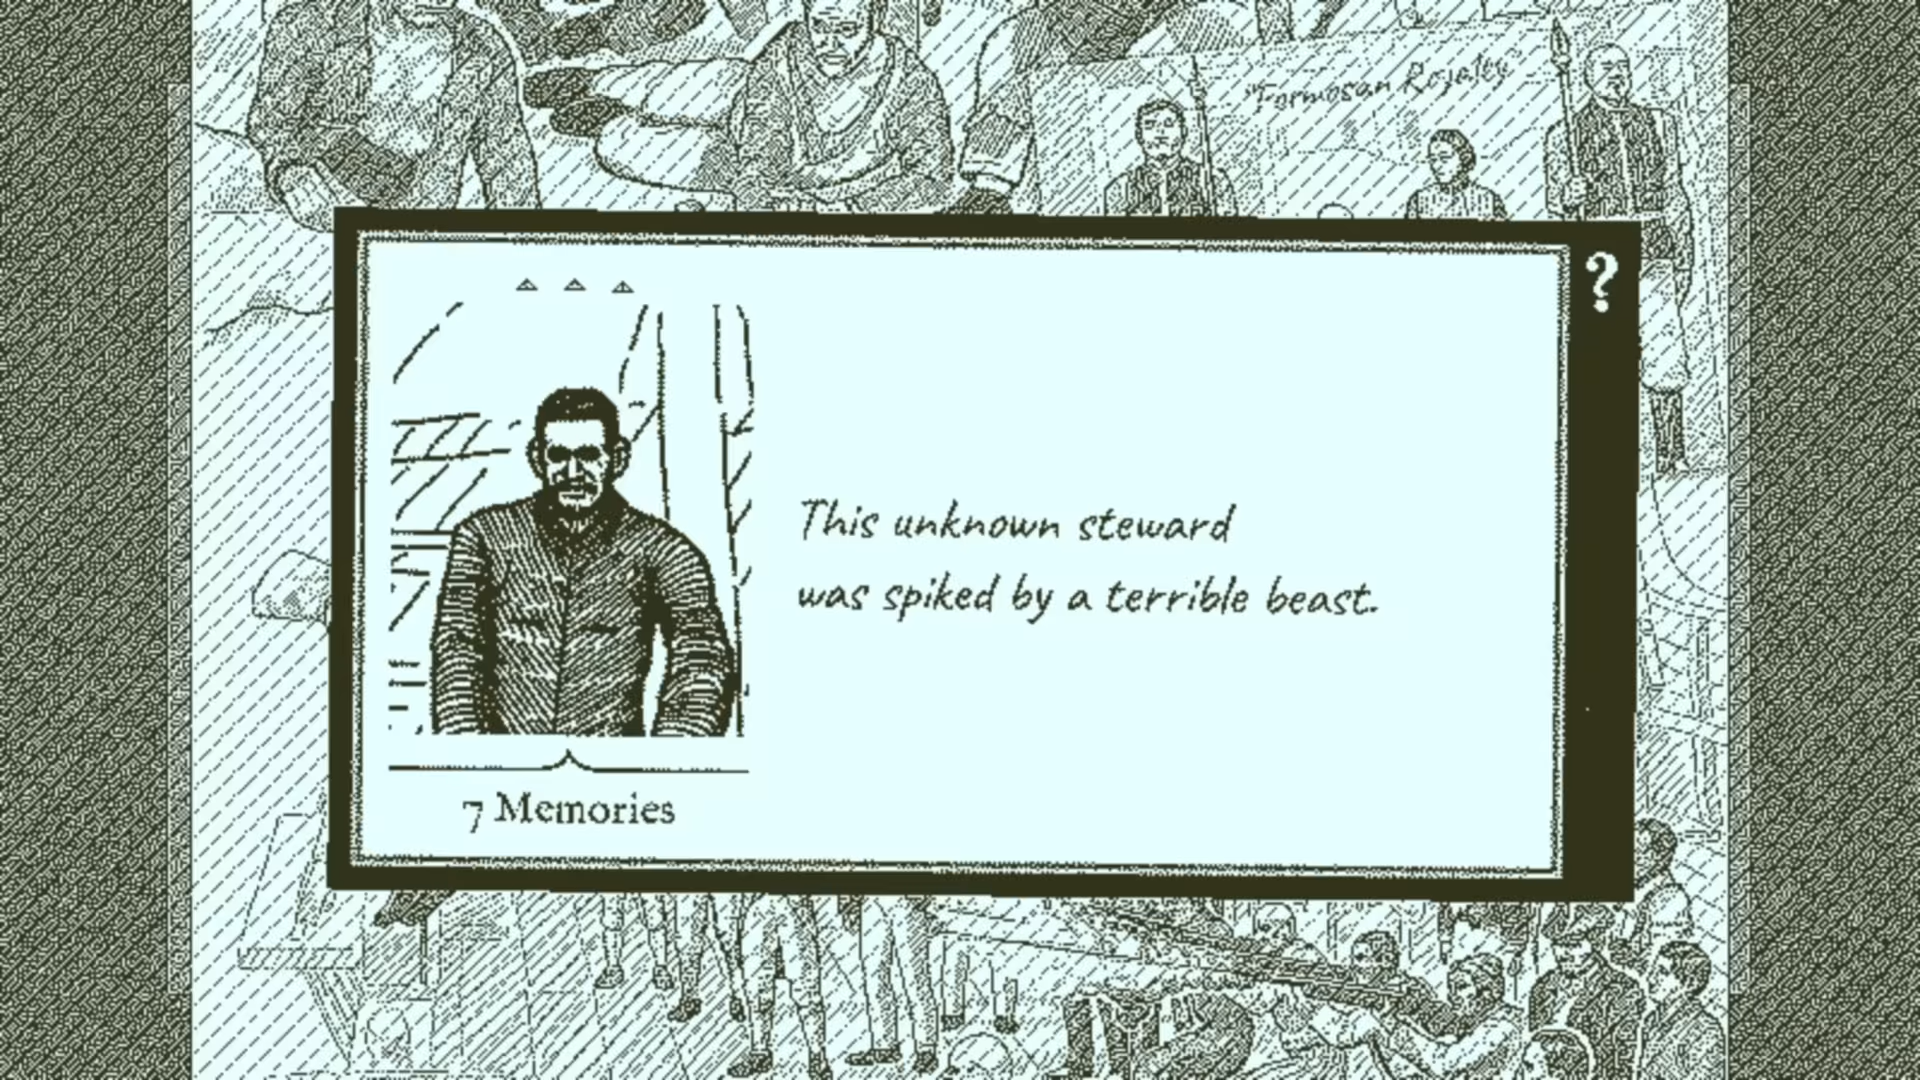 "Formosan Royalty"
?
This unknown steward
was spiked by a terrible beast.
7 Memories